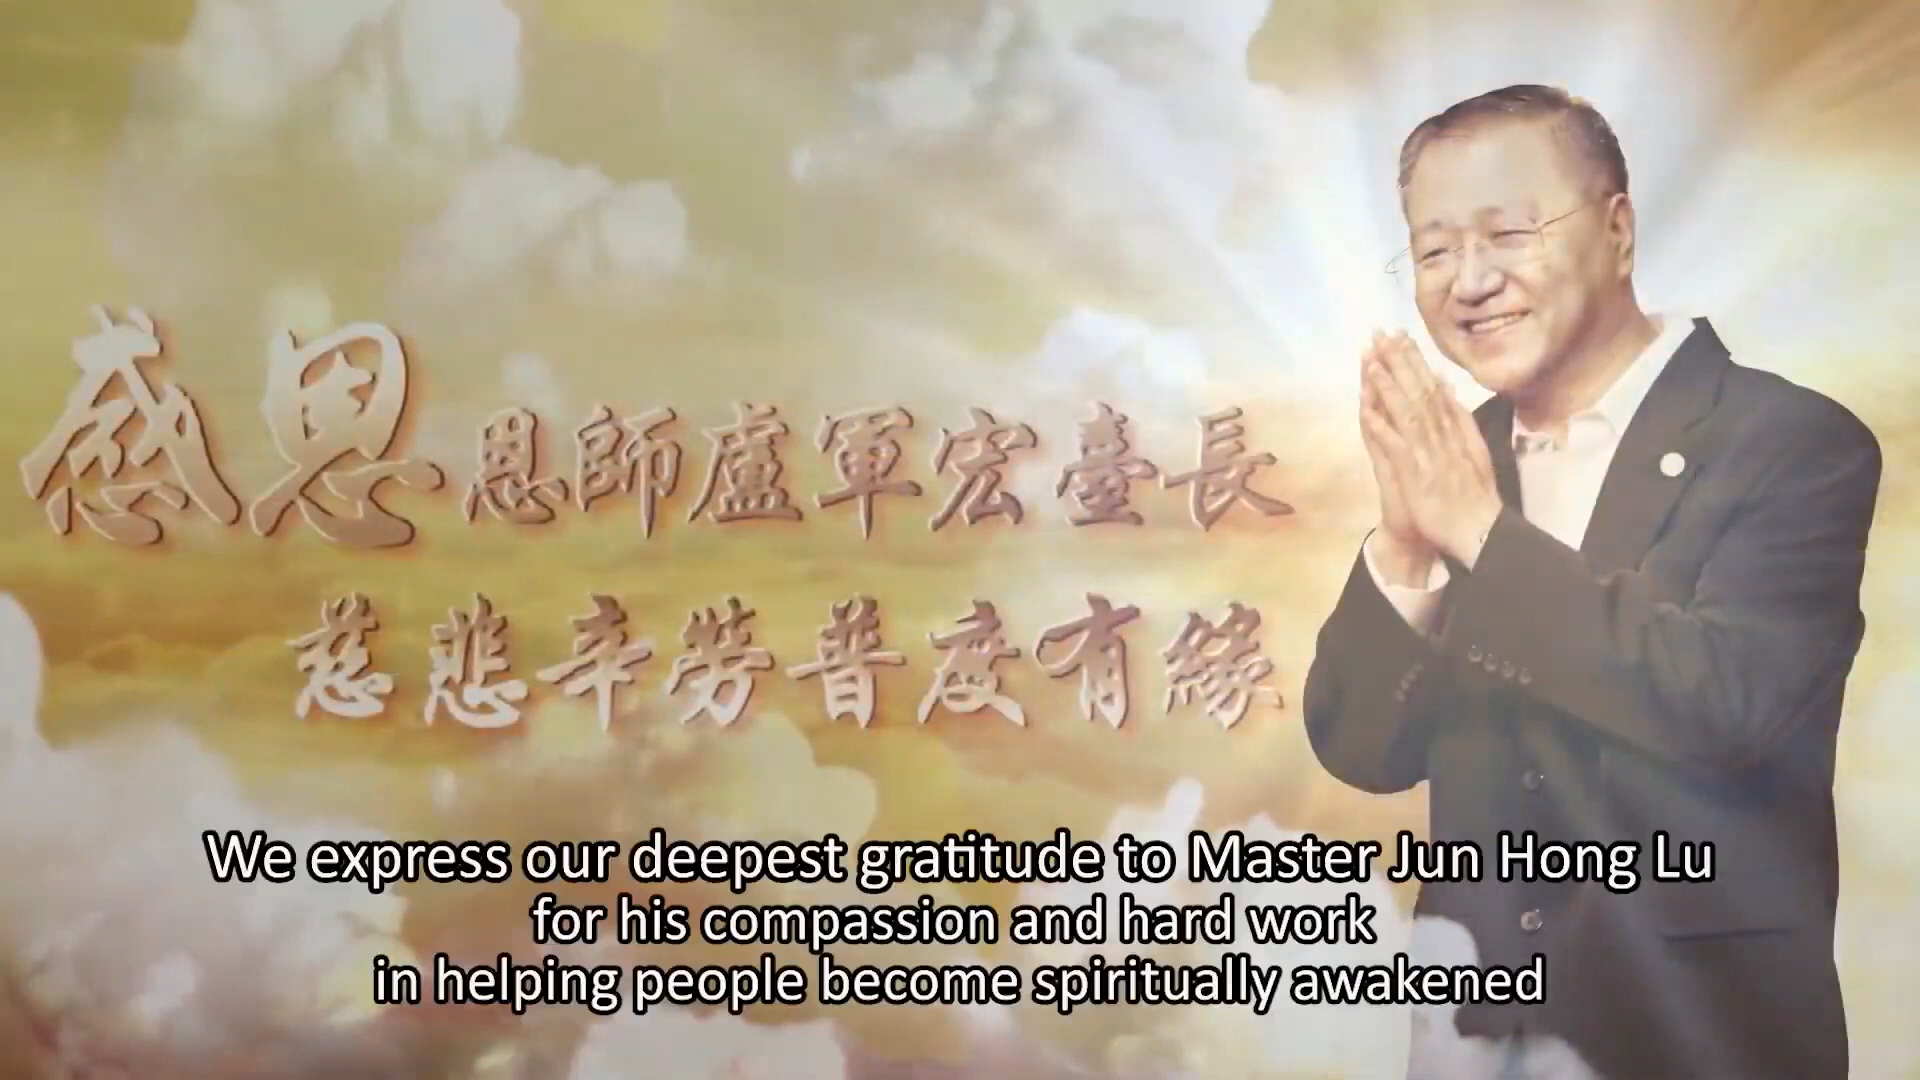 感恩恩師盧軍宏臺長
慈悲辛勞普度有緣
We express our deepest gratitude to Master Jun Hong Lu
for his compassion and hard work
in helping people become spiritually awakened